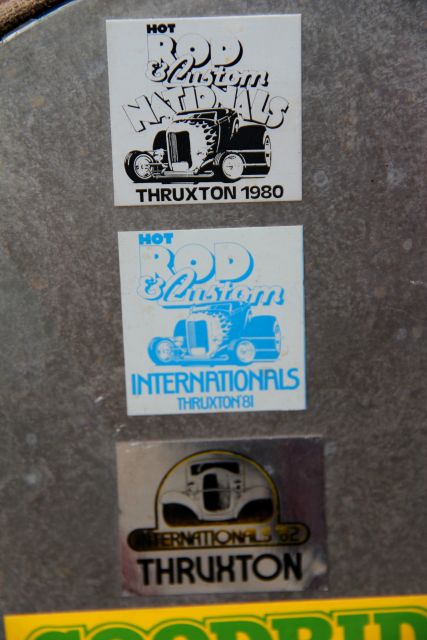 HOT
ROD
& Custom
NATIONALS
THRUXTON 1980
HOT
ROD
& Custom
INTERNATIONALS
THRUXTON '81
INTERNATIONALS '82
THRUXTON